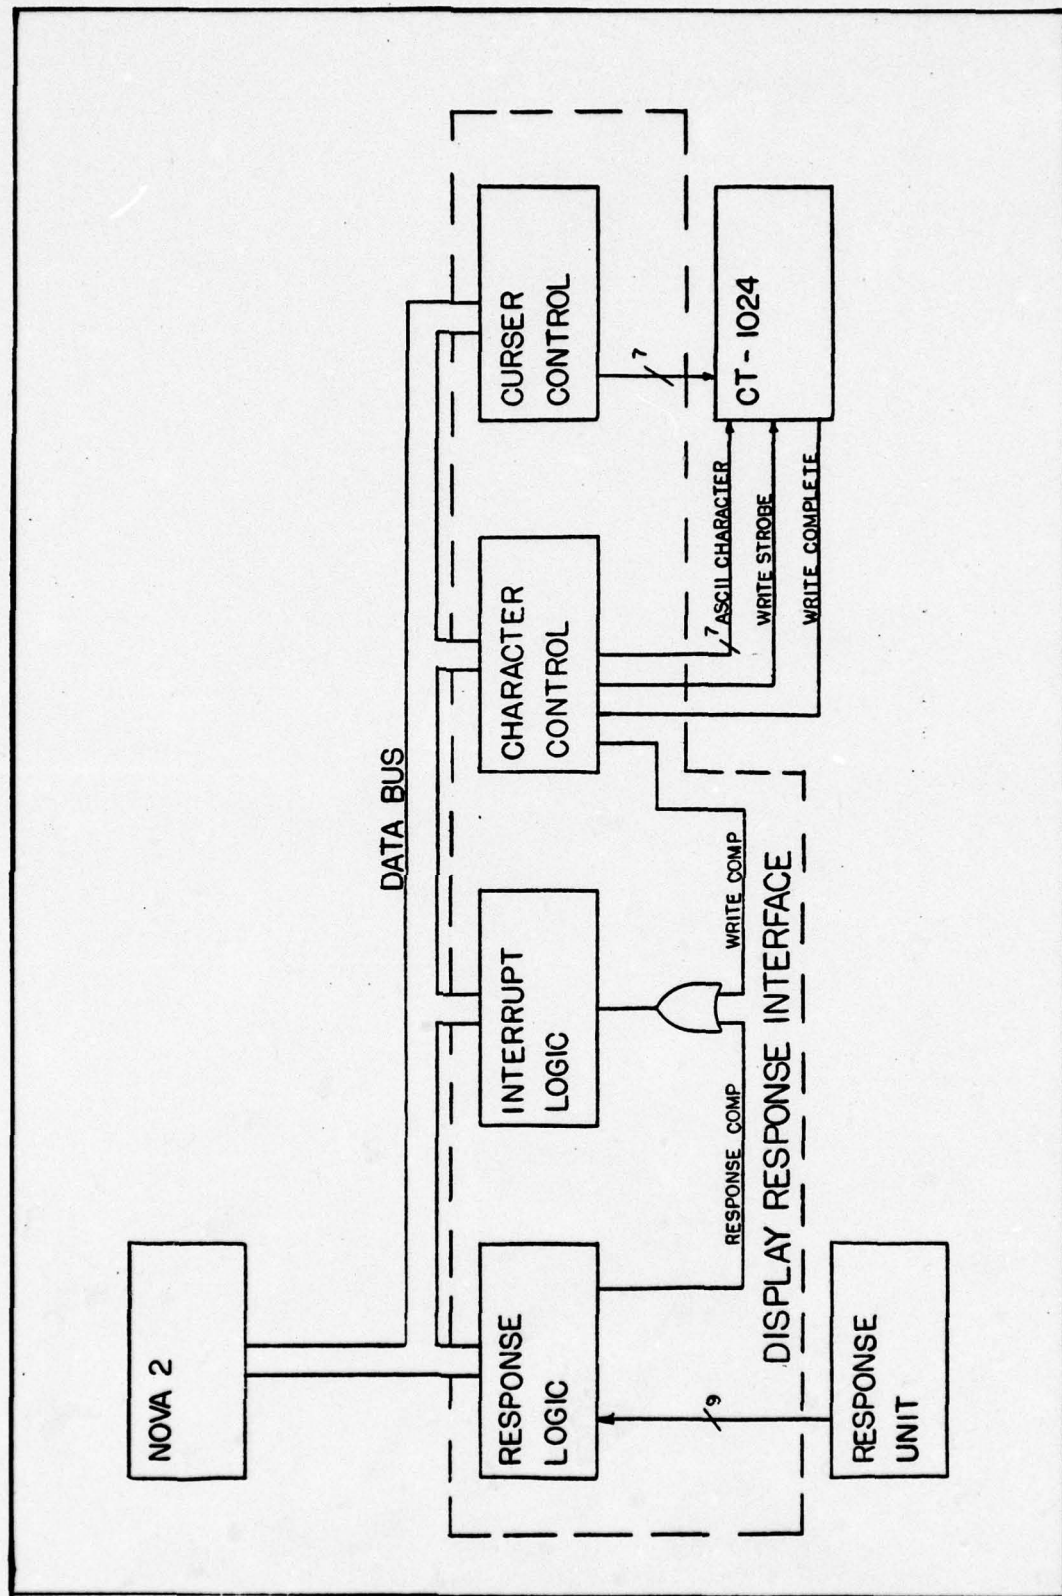 NOVA 2
DATA BUS
RESPONSE
LOGIC
INTERRUPT
LOGIC
CHARACTER
CONTROL
CURSER
CONTROL
7
7
ASCII CHARACTER
WRITE STROBE
WRITE COMPLETE
CT - 1024
RESPONSE COMP
WRITE COMP
9
DISPLAY RESPONSE INTERFACE
RESPONSE
UNIT